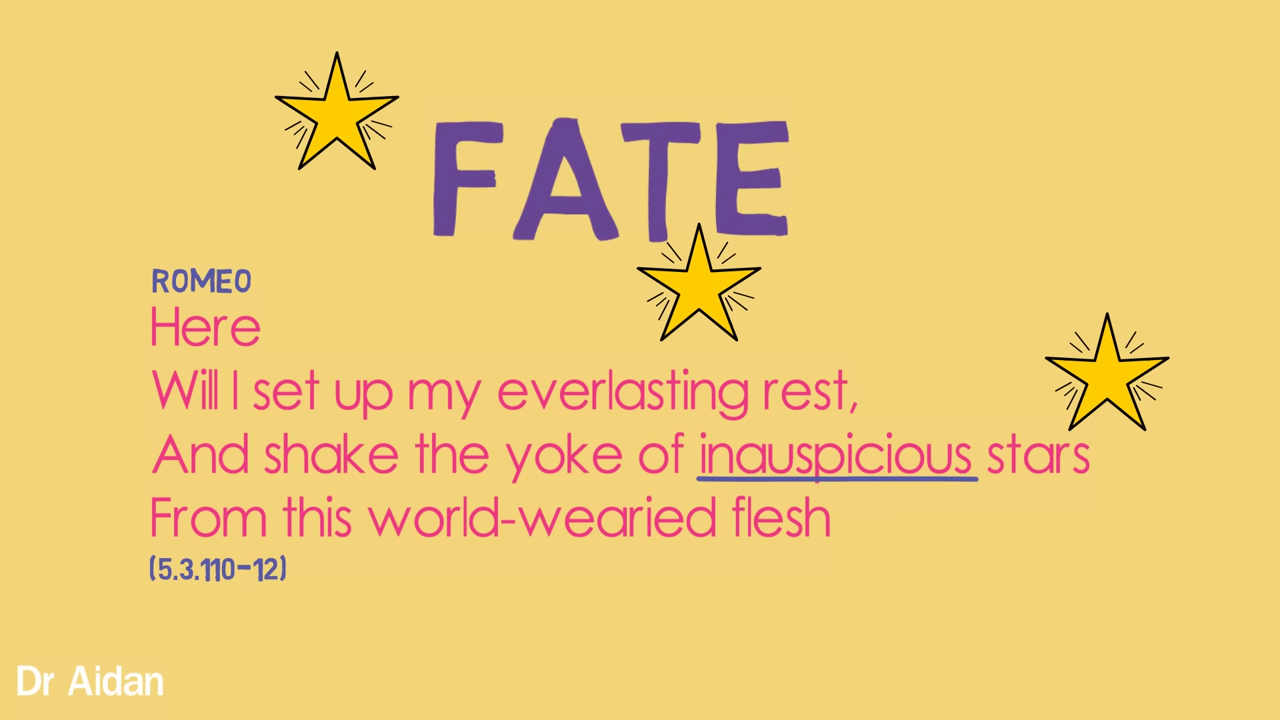 FATE
ROMEO
Here
Will I set up my everlasting rest,
And shake the yoke of inauspicious stars
From this world-wearied flesh
(5.3.110-12)
Dr Aidan